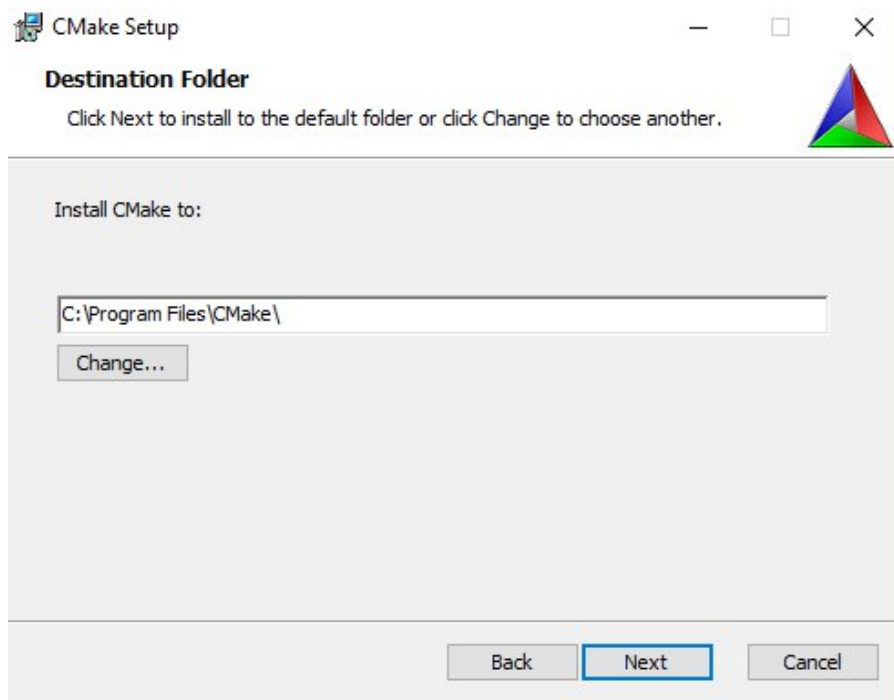 CMake Setup
Destination Folder
Click Next to install to the default folder or click Change to choose another.
Install CMake to:
C:\Program Files\CMake\
Change...
Back
Next
Cancel